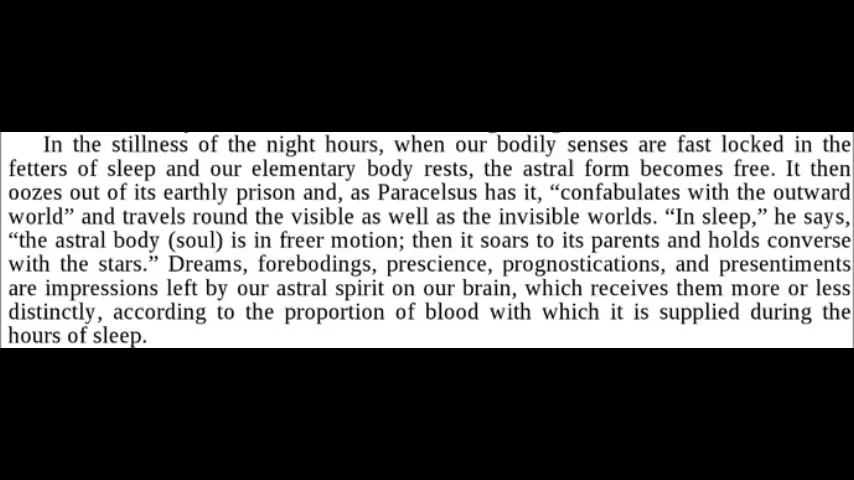 In the stillness of the night hours, when our bodily senses are fast locked in the
fetters of sleep and our elementary body rests, the astral form becomes free. It then
oozes out of its earthly prison and, as Paracelsus has it, “confabulates with the outward
world” and travels round the visible as well as the invisible worlds. “In sleep,” he says,
“the astral body (soul) is in freer motion; then it soars to its parents and holds converse
with the stars.” Dreams, forebodings, prescience, prognostications, and presentiments
are impressions left by our astral spirit on our brain, which receives them more or less
distinctly, according to the proportion of blood with which it is supplied during the
hours of sleep.